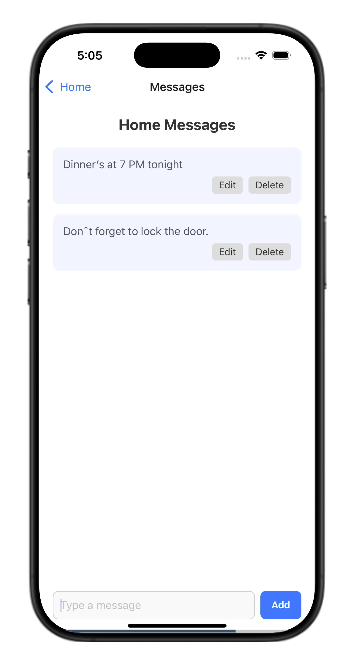 5:05
Home
Messages
Home Messages
Dinner's at 7 PM tonight
Edit
Delete
Donˆt forget to lock the door.
Edit
Delete
Type a message
Add